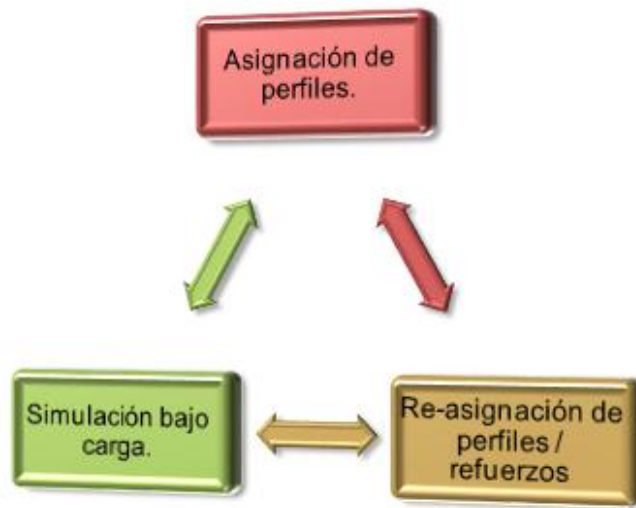 Asignación de
perfiles.
Simulación bajo
carga.
Re-asignación de
perfiles /
refuerzos